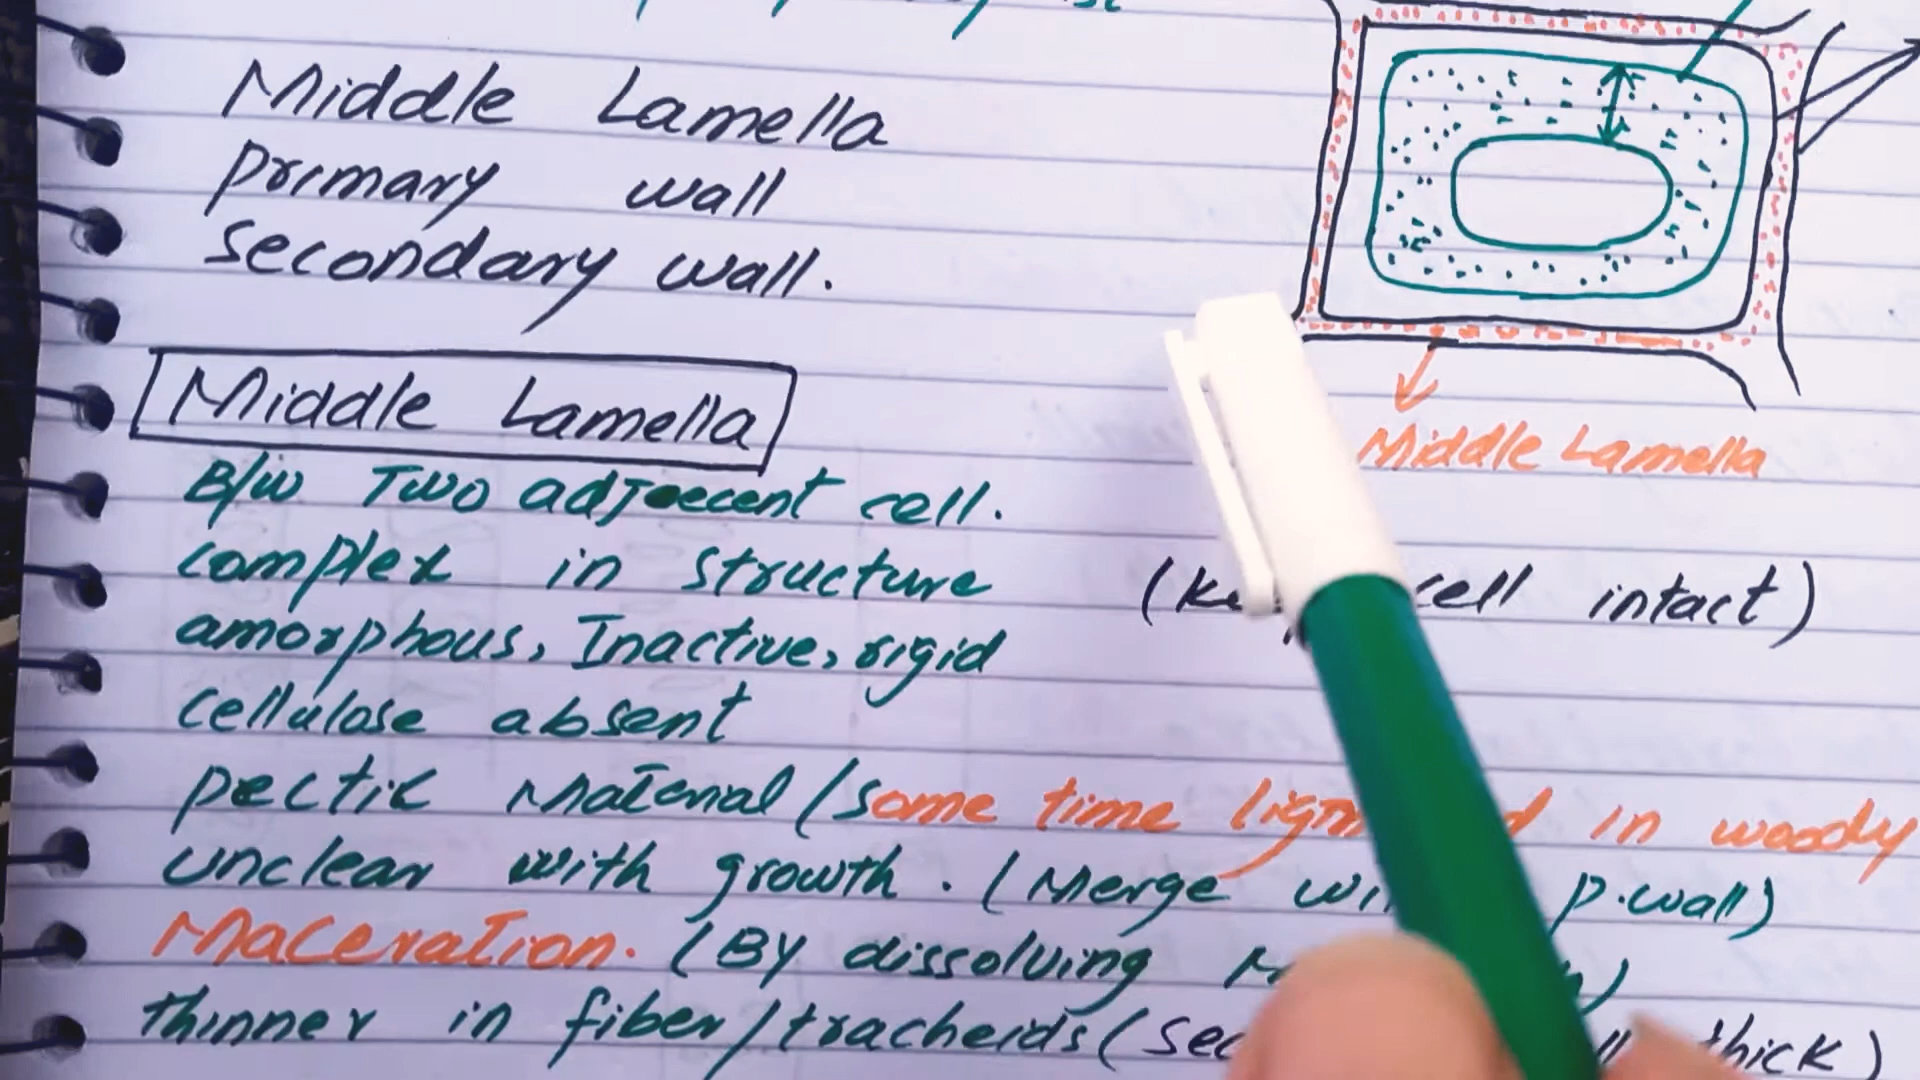 Middle Lamella
primary wall
secondary wall.
Middle Lamella
Middle Lamella
B/w Two adjacent cell.
complex in structure
(Keep cell intact)
amorphous, Inactive, rigid
cellulose absent
pectic Material (some time in woody
unclear with growth. (Merge p.wall)
Maceration. (By dissolving
thinner in fiber/tracheids ( thick)